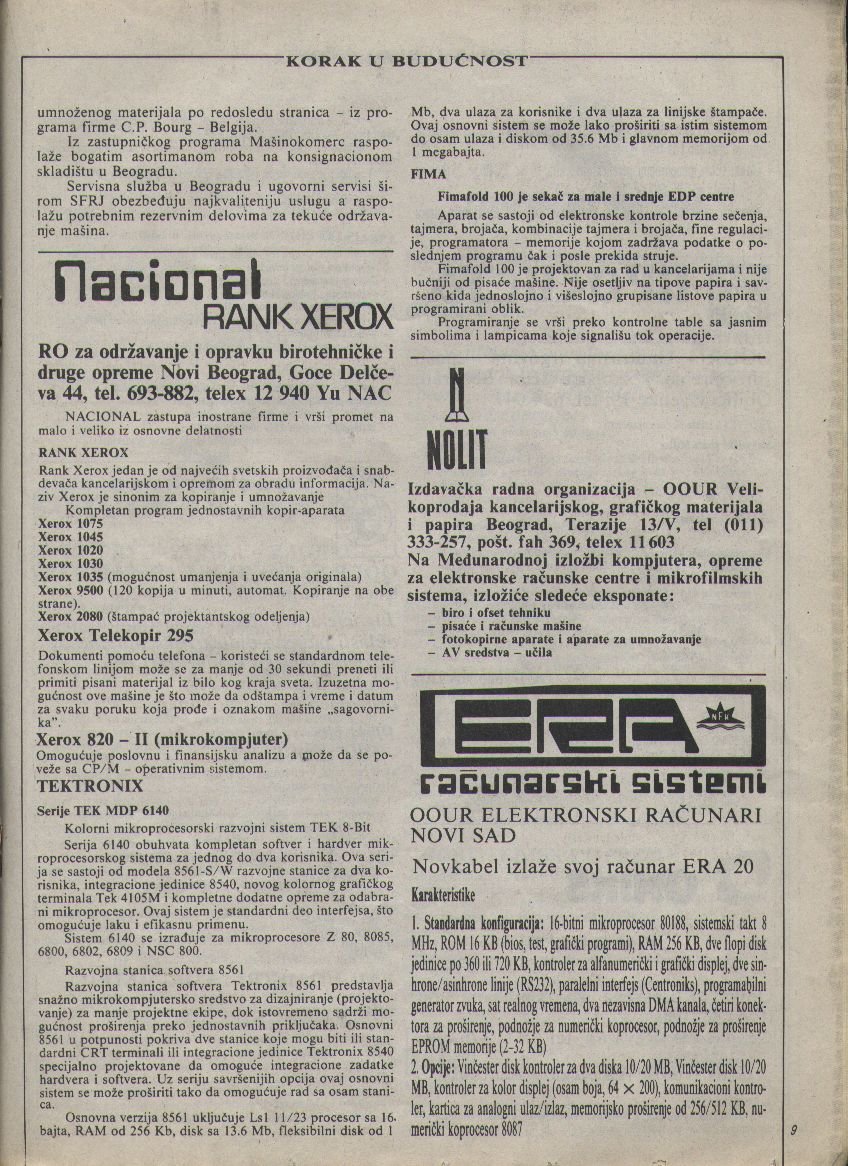 KORAK U BUDUĆNOST
umnoženog materijala po redosledu stranica – iz pro-
grama firme C.P. Bourg – Belgija.
Iz zastupničkog programa Mašinokomerc raspo-
laže bogatim asortimanom roba na konsignacionom
skladištu u Beogradu.
Servisna služba u Beogradu i ugovorni servisi ši-
rom SFRJ obezbeđuju najkvaliteniju uslugu a raspo-
lažu potrebnim rezervnim delovima za tekuće održava-
nje mašina.
Nacional
RANK XEROX
RO za održavanje i opravku birotehničke i
druge opreme Novi Beograd, Goce Delče-
va 44, tel. 693-882, telex 12 940 Yu NAC
NACIONAL zastupa inostrane firme i vrši promet na
malo i veliko iz osnovne delatnosti
RANK XEROX
Rank Xerox jedan je od najvećih svetskih proizvođača i snab-
devača kancelarijskom i opremom za obradu informacija. Na-
ziv Xerox je sinonim za kopiranje i umnožavanje
Kompletan program jednostavnih kopir-aparata
Xerox 1075
Xerox 1045
Xerox 1020
Xerox 1030
Xerox 1035 (mogućnost umanjenja i uvećanja originala)
Xerox 9500 (120 kopija u minuti, automat. Kopiranje na obe
strane).
Xerox 2080 (štampač projektantskog odeljenja)
Xerox Telekopir 295
Dokumenti pomoću telefona – koristeći se standardnom tele-
fonskom linijom može se za manje od 30 sekundi preneti ili
primiti pisani materijal iz bilo kog kraja sveta. Izuzetna mo-
gućnost ove mašine je što može da odštampa i vreme i datum
za svaku poruku koja prođe i oznakom mašine „sagovorni-
ka".
Xerox 820 – II (mikrokompjuter)
Omogućuje poslovnu i finansijsku analizu a može da se po-
veže sa CP/M – operativnim sistemom.
TEKTRONIX
Serije TEK MDP 6140
Kolorni mikroprocesorski razvojni sistem TEK 8-Bit
Serija 6140 obuhvata kompletan softver i hardver mik-
roprocesorskog sistema za jednog do dva korisnika. Ova seri-
ja se sastoji od modela 8561-S/W razvojne stanice za dva ko-
risnika, integracione jedinice 8540, novog kolornog grafičkog
terminala Tek 4105M i kompletne dodatne opreme za odabra-
ni mikroprocesor. Ovaj sistem je standardni deo interfejsa, što
omogućuje laku i efikasnu primenu.
Sistem 6140 se izrađuje za mikroprocesore Z 80, 8085,
6800, 6802, 6809 i NSC 800.
Razvojna stanica softvera 8561
Razvojna stanica softvera Tektronix 8561 predstavlja
snažno mikrokompjutersko sredstvo za dizajniranje (projekto-
vanje) za manje projektne ekipe, dok istovremeno sadrži mo-
gućnost proširenja preko jednostavnih priključaka. Osnovni
8561 u potpunosti pokriva dve stanice koje mogu biti ili stan-
dardni CRT terminali ili integracione jedinice Tektronix 8540
specijalno projektovane da omoguće integracione zadatke
hardvera i softvera. Uz seriju savršenijih opcija ovaj osnovni
sistem se može proširiti tako da omogućuje rad sa osam stani-
ca.
Osnovna verzija 8561 uključuje Lsl 11/23 procesor sa 16.
bajta, RAM od 256 Kb, disk sa 13.6 Mb, fleksibilni disk od 1
Mb, dva ulaza za korisnike i dva ulaza za linijske štampače.
Ovaj osnovni sistem se može lako proširiti sa istim sistemom
do osam ulaza i diskom od 35.6 Mb i glavnom memorijom od
1 megabajta.
FIMA
Fimafold 100 je sekač za male i srednje EDP centre
Aparat se sastoji od elektronske kontrole brzine sečenja,
tajmera, brojača, kombinacije tajmera i brojača, fine regulaci-
je, programatora – memorije kojom zadržava podatke o po-
slednjem programu čak i posle prekida struje.
Fimafold 100 je projektovan za rad u kancelarijama i nije
bučniji od pisaće mašine. Nije osetljiv na tipove papira i sav-
ršeno kida jednoslojno i višeslojno grupisane listove papira u
programirani oblik.
Programiranje se vrši preko kontrolne table sa jasnim
simbolima i lampicama koje signališu tok operacije.
N
NOLIT
Izdavačka radna organizacija – OOUR Veli-
koprodaja kancelarijskog, grafičkog materijala
i papira Beograd, Terazije 13/V, tel (011)
333-257, pošt. fah 369, telex 11 603
Na Međunarodnoj izložbi kompjutera, opreme
za elektronske računske centre i mikrofilmskih
sistema, izložiće sledeće eksponate:
– biro i ofset tehniku
– pisaće i računske mašine
– fotokopirne aparate i aparate za umnožavanje
– AV sredstva – učila
ERA
NFK
računarski sistemi
OOUR ELEKTRONSKI RAČUNARI
NOVI SAD
Novkabel izlaže svoj računar ERA 20
Karakteristike
1. Standardna konfiguracija: 16-bitni mikroprocesor 80188, sistemski takt 8
MHz, ROM 16 KB (bios, test, grafički programi), RAM 256 KB, dve flopi disk
jedinice po 360 ili 720 KB, kontroler za alfanumerički i grafički displej, dve sin-
hrone/asinhrone linije (RS232), paralelni interfejs (Centroniks), programabilni
generator zvuka, sat realnog vremena, dva nezavisna DMA kanala, četiri konek-
tora za proširenje, podnožje za numerički koprocesor, podnožje za proširenje
EPROM memorije (2–32 KB)
2. Opcije: Vinčester disk kontroler za dva diska 10/20 MB, Vinčester disk 10/20
MB, kontroler za kolor displej (osam boja, 64 × 200), komunikacioni kontro-
ler, kartica za analogni ulaz/izlaz, memorijsko proširenje od 256/512 KB, nu-
merički koprocesor 8087
9